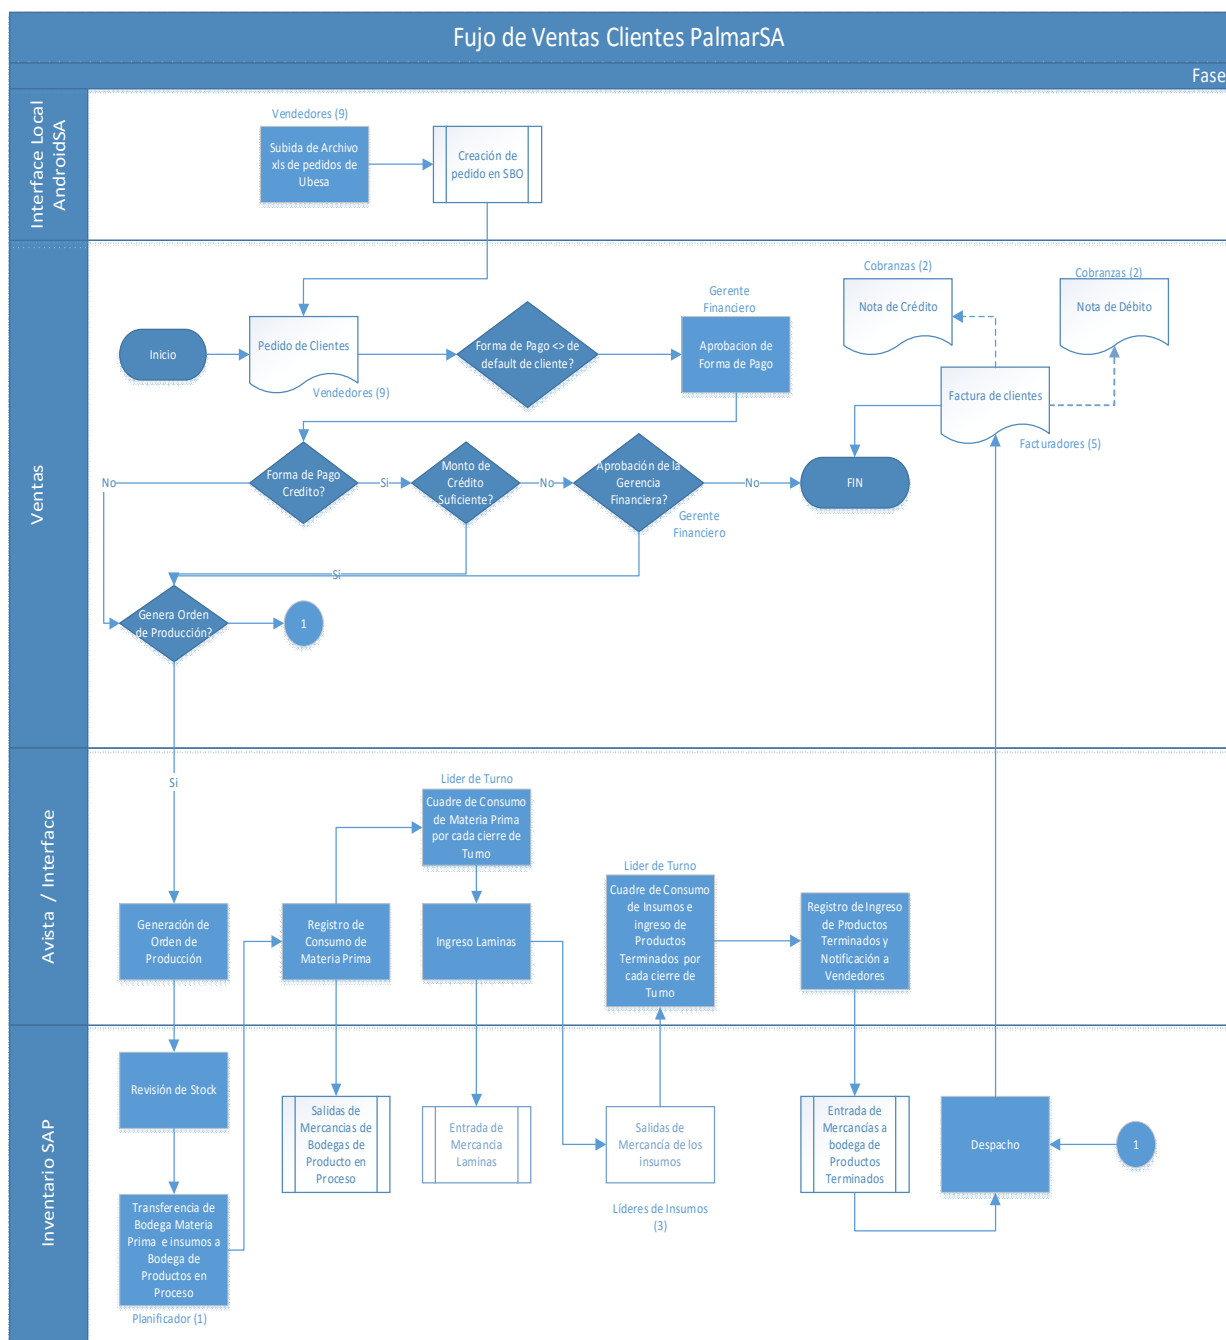 Fujo de Ventas Clientes PalmarSA
Fase
Interface Local
AndroidSA
Vendedores (9)
Subida de Archivo
xls de pedidos de
Ubesa
Creación de
pedido en SBO
Ventas
Inicio
Pedido de Clientes
Vendedores (9)
Forma de Pago <> de
default de cliente?
Gerente
Financiero
Aprobacion de
Forma de Pago
Cobranzas (2)
Nota de Crédito
Cobranzas (2)
Nota de Débito
Factura de clientes
Facturadores (5)
No
Forma de Pago
Credito?
Si
Monto de
Crédito
Suficiente?
No
Aprobación de la
Gerencia
Financiera?
Gerente
Financiero
No
FIN
Si
Genera Orden
de Producción?
1
Avista / Interface
Si
Generación de
Orden de
Producción
Registro de
Consumo de
Materia Prima
Lider de Turno
Cuadre de Consumo
de Materia Prima
por cada cierre de
Turno
Ingreso Laminas
Lider de Turno
Cuadre de Consumo
de Insumos e
ingreso de
Productos
Terminados por
cada cierre de
Turno
Registro de Ingreso
de Productos
Terminados y
Notificación a
Vendedores
Inventario SAP
Revisión de Stock
Transferencia de
Bodega Materia
Prima e insumos a
Bodega de
Productos en
Proceso
Planificador (1)
Salidas de
Mercancias de
Bodegas de
Producto en
Proceso
Entrada de
Mercancia
Laminas
Salidas de
Mercancía de los
insumos
Líderes de Insumos
(3)
Entrada de
Mercancías a
bodega de
Productos
Terminados
Despacho
1